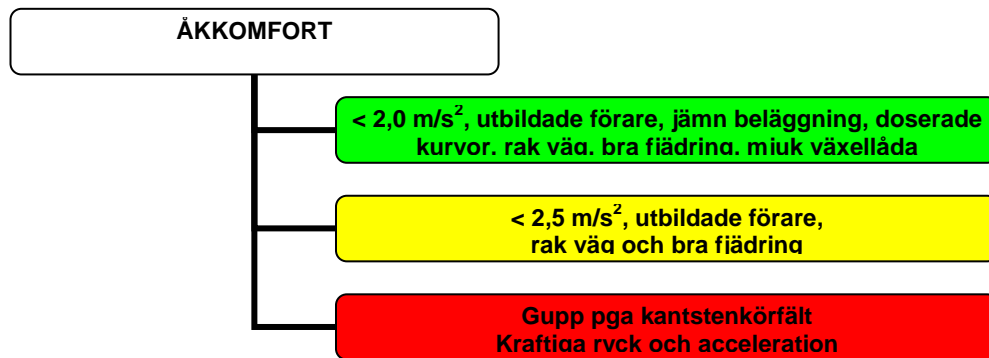 ÅKKOMFORT
< 2,0 m/s², utbildade förare, jämn beläggning, doserade
kurvor, rak väg, bra fjädring, mjuk växellåda
< 2,5 m/s², utbildade förare,
rak väg och bra fjädring
Gupp pga kantstenkörfält
Kraftiga ryck och acceleration